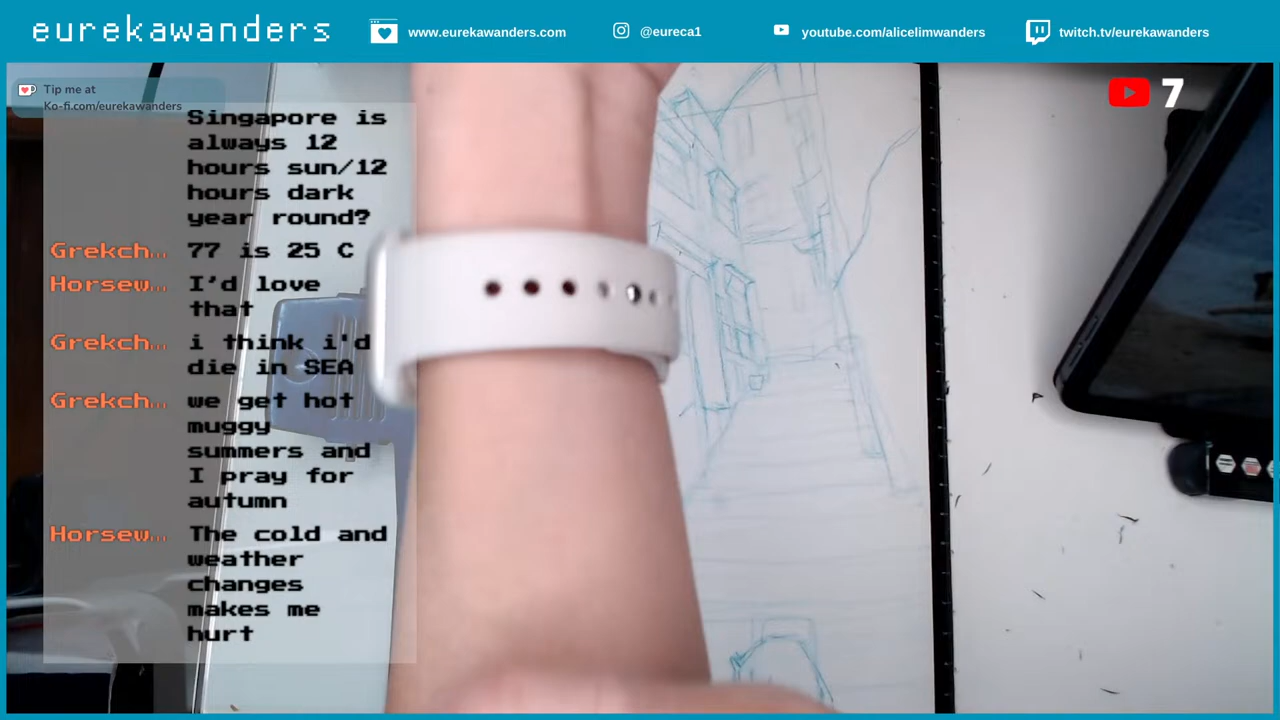 eurekawanders
www.eurekawanders.com
@eureca1
youtube.com/alicelimwanders
twitch.tv/eurekawanders
Tip me at
Ko-fi.com/eurekawanders
7
Singapore is
always 12
hours sun/12
hours dark
year round?
Grekch... 77 is 25 C
Horsew... I'd love
that
Grekch... i think i'd
die in SEA
Grekch... we get hot
muggy
summers and
I pray for
autumn
Horsew... The cold and
weather
changes
makes me
hurt